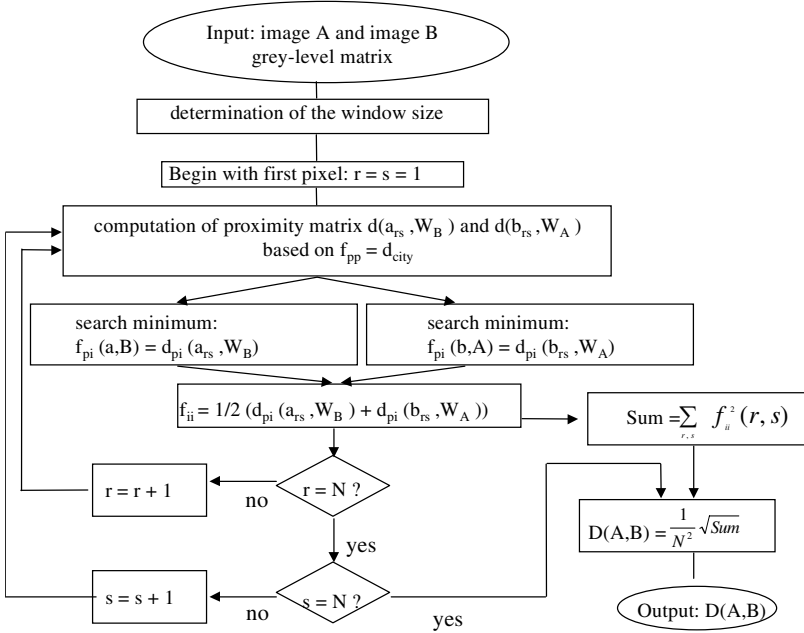 Input: image A and image B
grey-level matrix
determination of the window size
Begin with first pixel: r = s = 1
computation of proximity matrix d(a_rs ,W_B ) and d(b_rs ,W_A )
based on f_pp = d_city
search minimum:
f_pi (a,B) = d_pi (a_rs ,W_B)
search minimum:
f_pi (b,A) = d_pi (b_rs ,W_A)
f_ii = 1/2 (d_pi (a_rs ,W_B ) + d_pi (b_rs ,W_A ))
Sum = ∑_{r,s} f_ii^2 (r, s)
r = N ?
no
r = r + 1
yes
D(A,B) = 1/N^2 √Sum
s = N ?
no
s = s + 1
yes
Output: D(A,B)